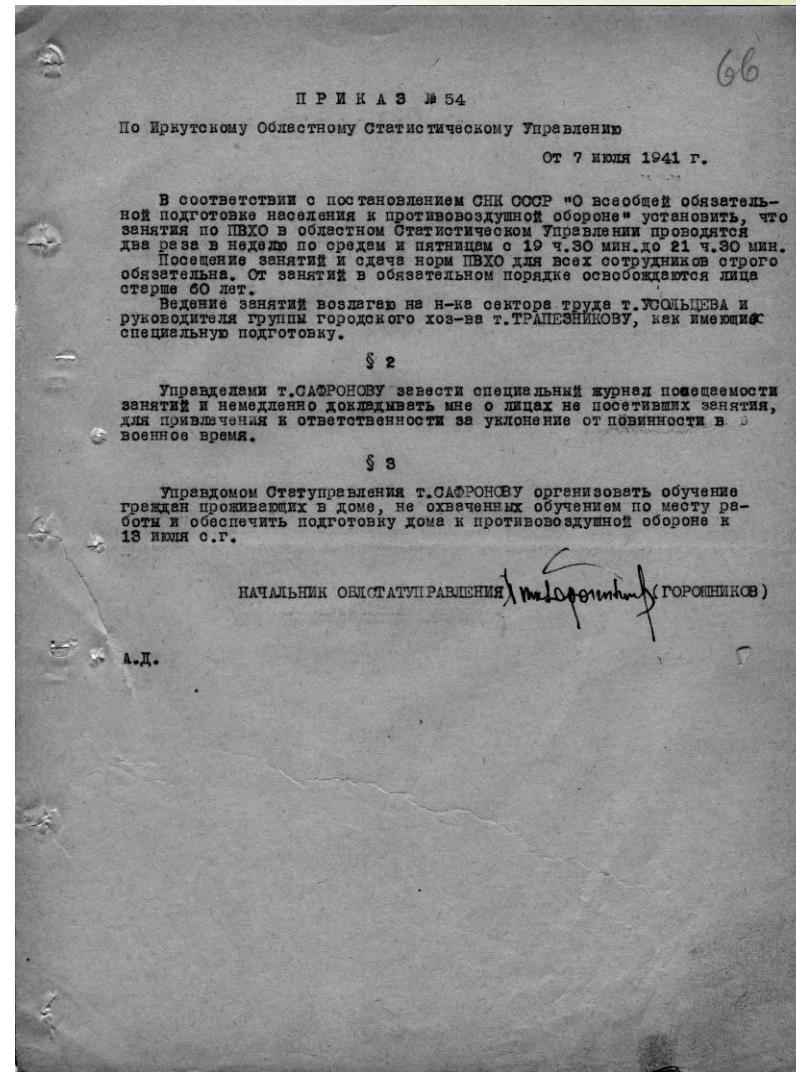 66
ПРИКАЗ № 54
По Иркутскому Областному Статистическому Управлению
От 7 июля 1941 г.
В соответствии с постановлением СНК СССР "О всеобщей обязатель-
ной подготовке населения к противовоздушной обороне" установить, что
занятия по ПВХО в областном Статистическом Управлении проводятся
два раза в неделю по средам и пятницам с 19 ч.30 мин.до 21 ч.30 мин.
Посещение занятий и сдача норм ПВХО для всех сотрудников строго
обязательна. От занятий в обязательном порядке освобождаются лица
старше 60 лет.
Ведение занятий возлагаю на н-ка сектора труда т.УСОЛЬЦЕВА и
руководителя группы городского хоз-ва т.ТРАПЕЗНИКОВУ, как имеющих
специальную подготовку.
§ 2
Управделами т.САФРОНОВУ завести специальный журнал посещаемости
занятий и немедленно докладывать мне о лицах не посетивших занятия,
для привлечения к ответственности за уклонение от повинности в
военное время.
§ 3
Управдомом Статуправления т.САФРОНОВУ организовать обучение
граждан проживающих в доме, не охваченных обучением по месту ра-
боты и обеспечить подготовку дома к противовоздушной обороне к
13 июля с.г.
НАЧАЛЬНИК ОБЛСТАТУПРАВЛЕНИЯ (ГОРОШНИКОВ)
А.Д.